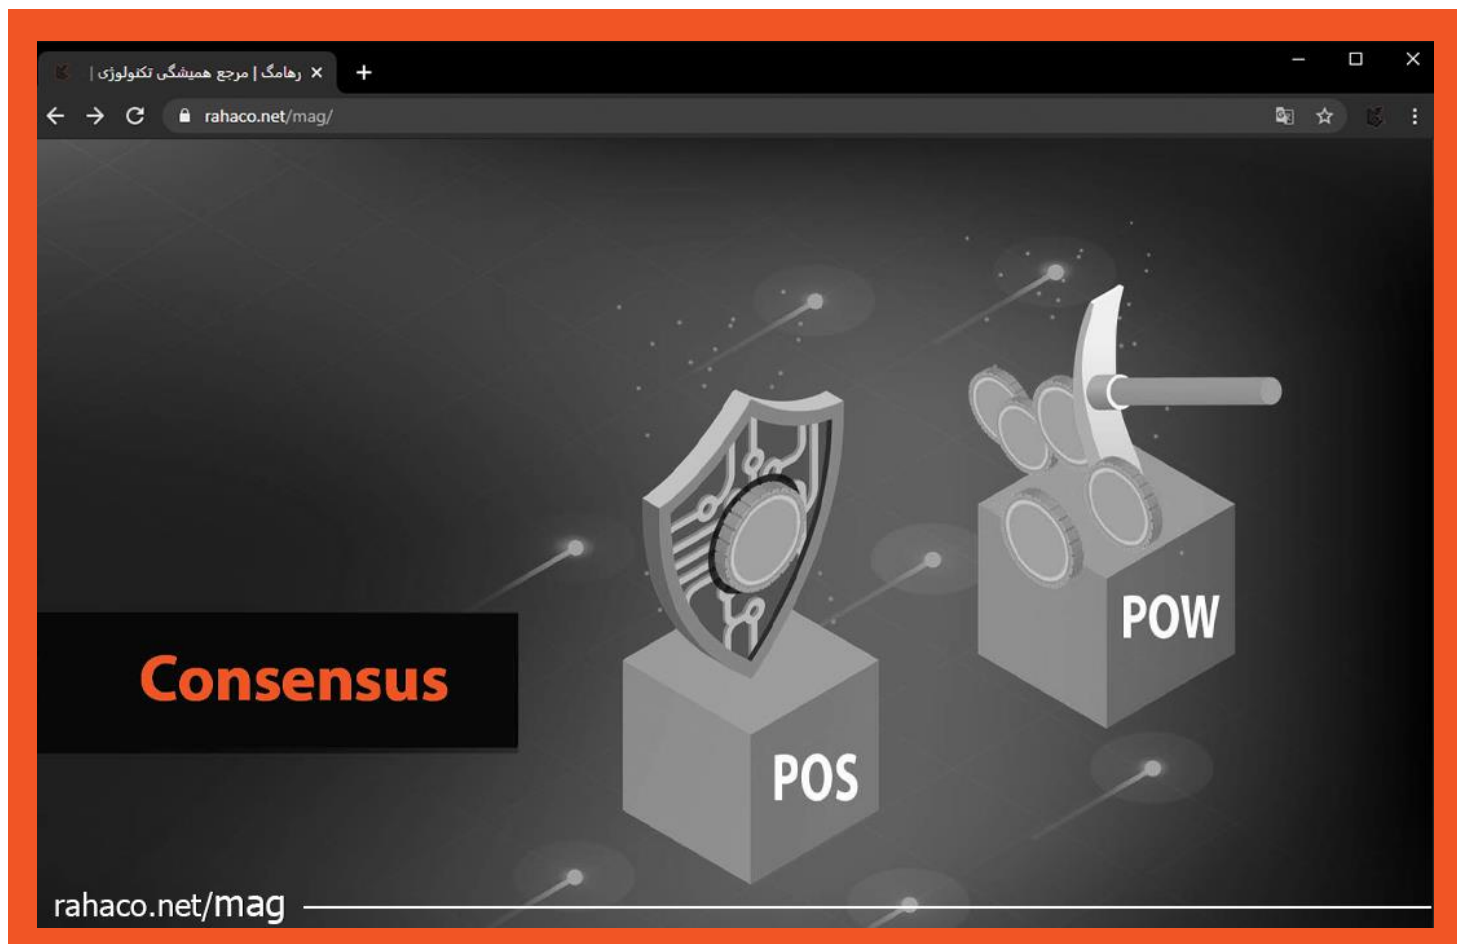 رهامگ | مرجع همیشگی تکنولوژی |
rahaco.net/mag/
POW
Consensus
POS
rahaco.net/mag